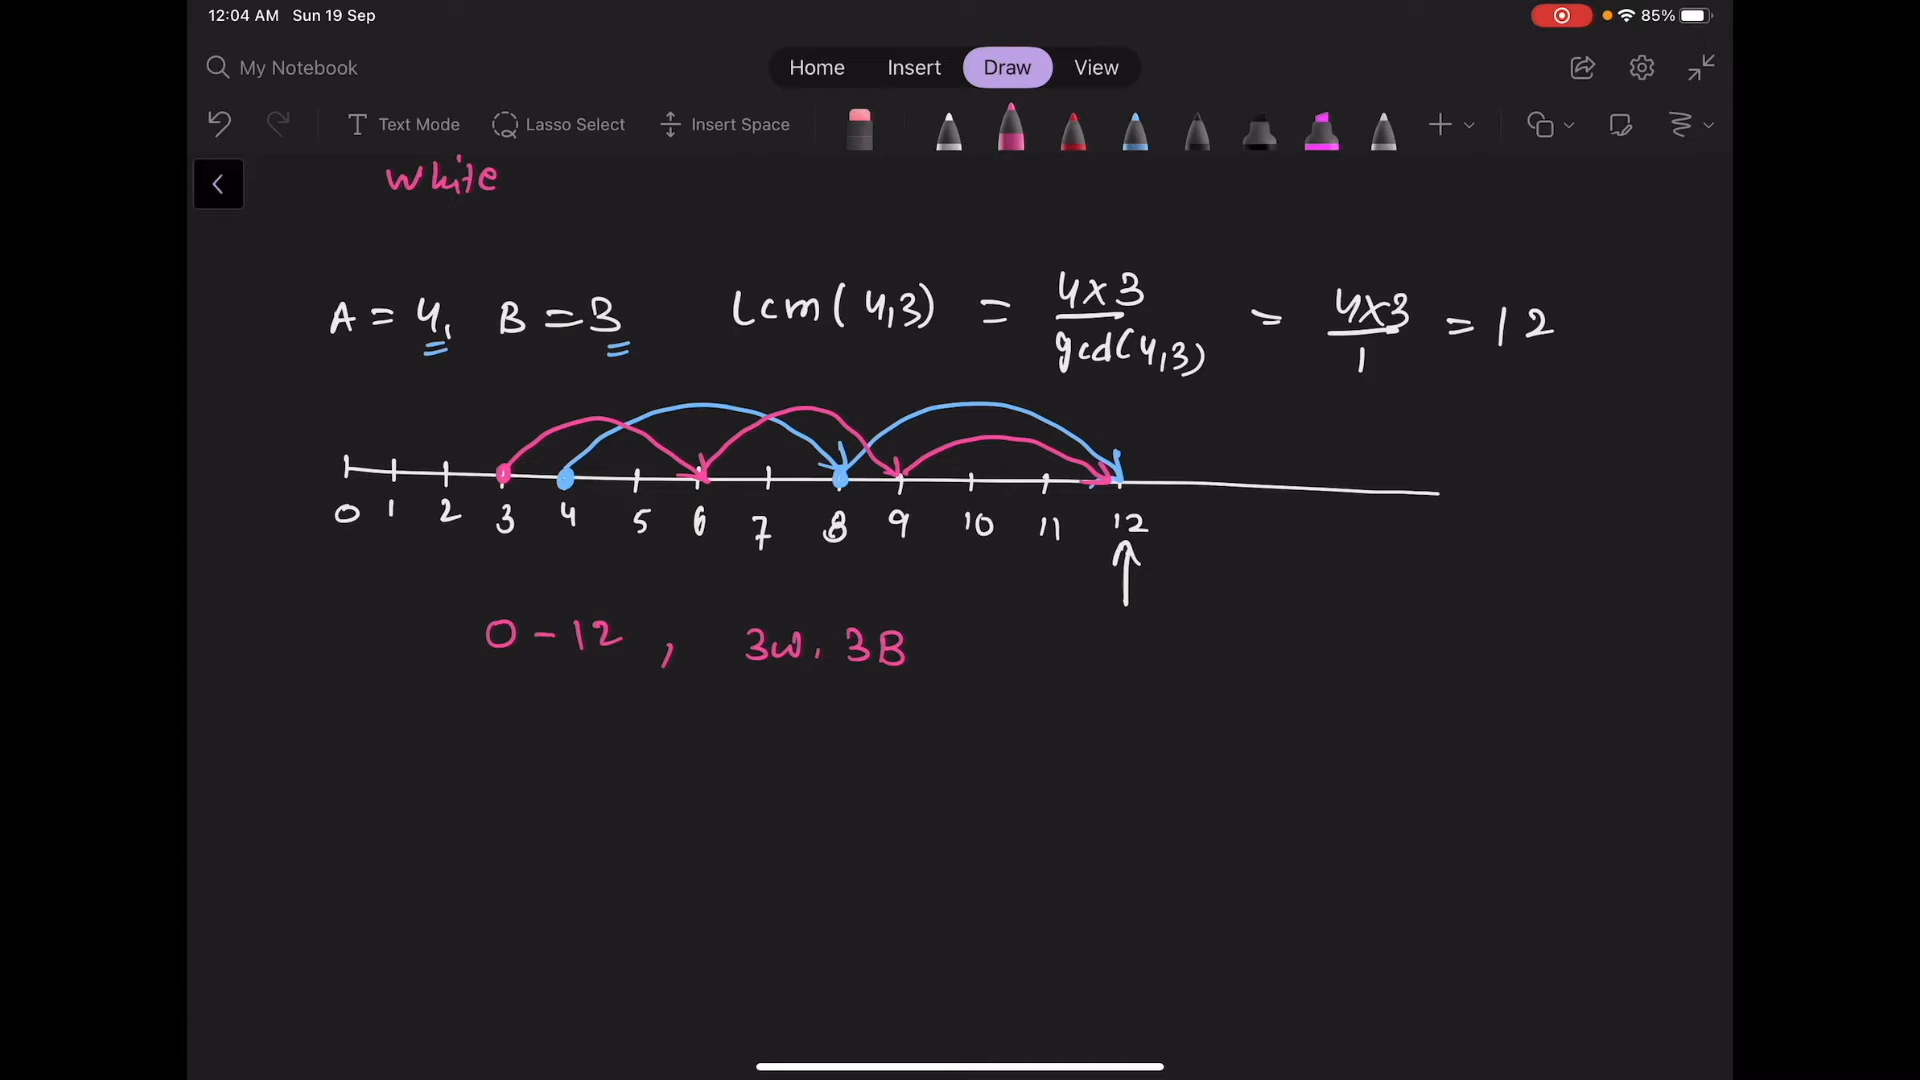 12:04 AM Sun 19 Sep 85%
My Notebook Home Insert Draw View
Text Mode Lasso Select Insert Space
White
A = 4, B = 3 Lcm(4,3) = 4x3 / gcd(4,3) = 4x3 / 1 = 12
0 1 2 3 4 5 6 7 8 9 10 11 12
0 - 12 , 3w. 3B